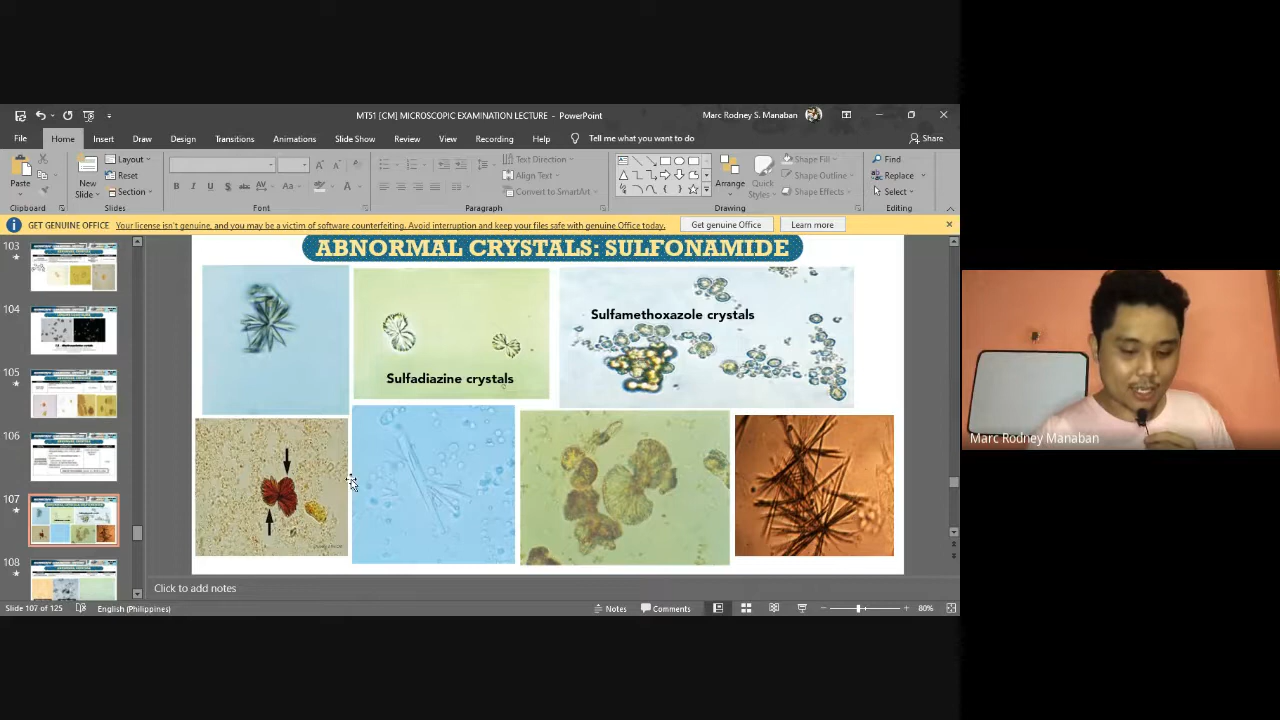 MT51 [CM] MICROSCOPIC EXAMINATION LECTURE - PowerPoint
Marc Rodney S. Manaban
File Home Insert Draw Design Transitions Animations Slide Show Review View Recording Help Tell me what you want to do Share
Paste
Clipboard
New Slide
Layout
Reset
Section
Slides
B I U S abc AV Aa A
Font
Text Direction
Align Text
Convert to SmartArt
Paragraph
Arrange
Quick Styles
Shape Fill
Shape Outline
Shape Effects
Drawing
Find
Replace
Select
Editing
GET GENUINE OFFICE Your license isn't genuine, and you may be a victim of software counterfeiting. Avoid interruption and keep your files safe with genuine Office today. Get genuine Office Learn more
103
104
105
106
107
108
ABNORMAL CRYSTALS: SULFONAMIDE
Sulfamethoxazole crystals
Sulfadiazine crystals
Click to add notes
Slide 107 of 125 English (Philippines) Notes Comments 80%
Marc Rodney Manaban